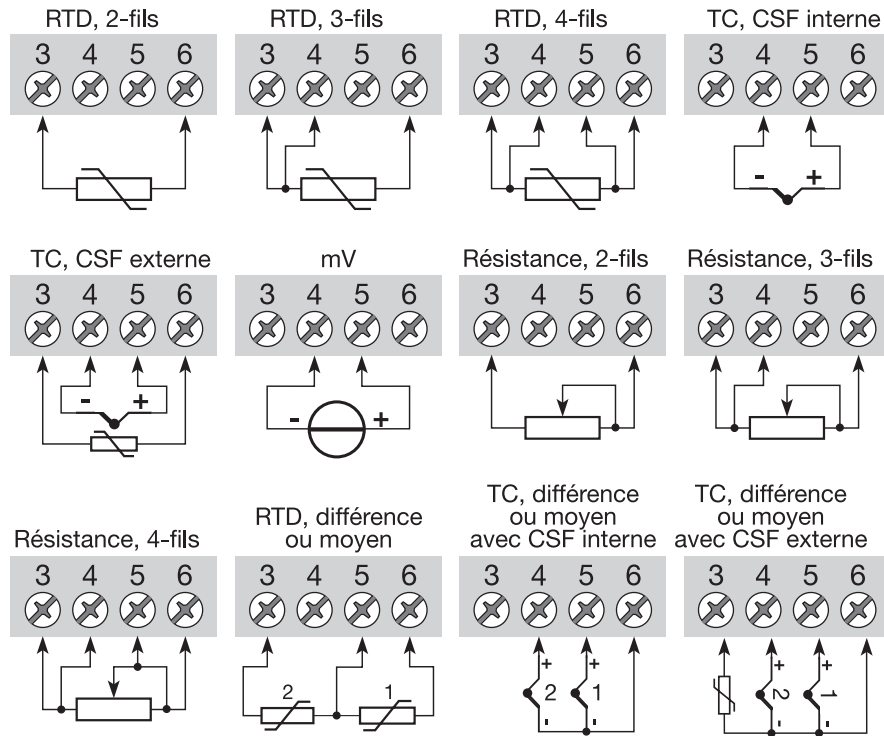 RTD, 2-fils
3 4 5 6
RTD, 3-fils
3 4 5 6
RTD, 4-fils
3 4 5 6
TC, CSF interne
3 4 5 6
- +
TC, CSF externe
3 4 5 6
- +
mV
3 4 5 6
- +
Résistance, 2-fils
3 4 5 6
Résistance, 3-fils
3 4 5 6
Résistance, 4-fils
3 4 5 6
RTD, différence
ou moyen
3 4 5 6
2 1
TC, différence
ou moyen
avec CSF interne
3 4 5 6
+ +
2 1
- -
TC, différence
ou moyen
avec CSF externe
3 4 5 6
+ +
2 1
- -